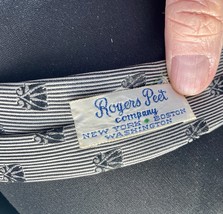 Rogers Peet
company
NEW YORK • BOSTON
WASHINGTON